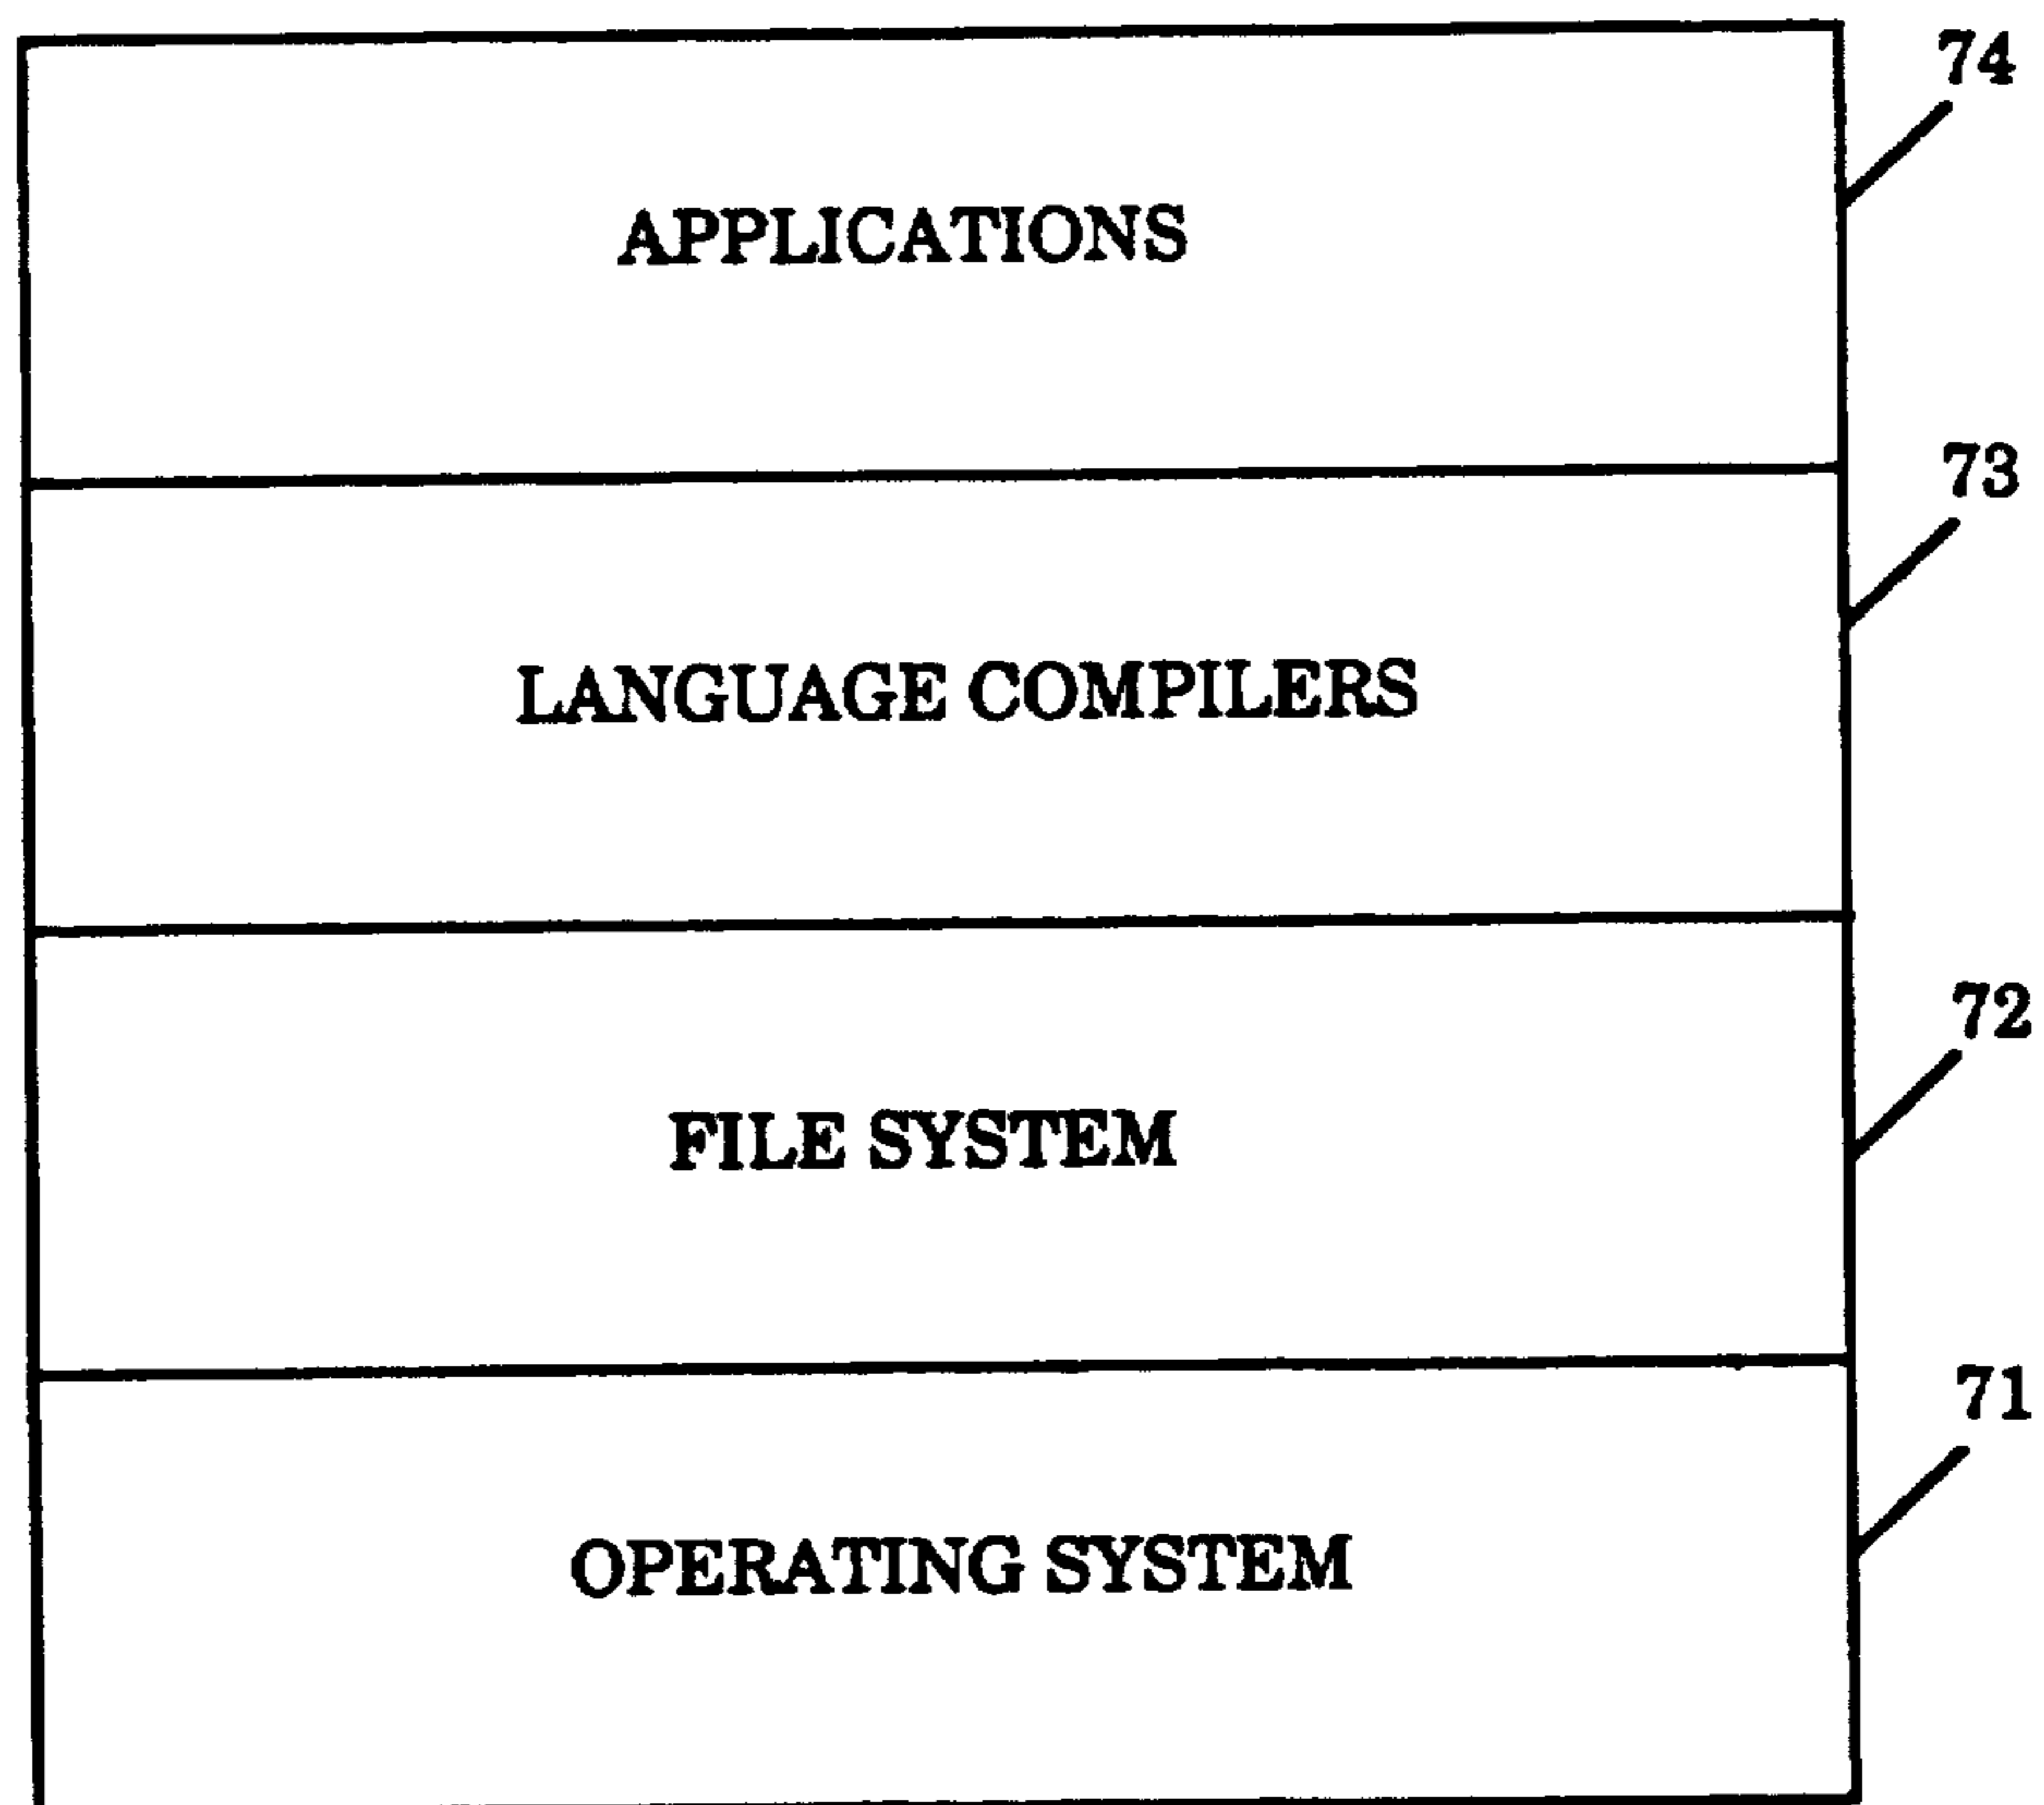 74
APPLICATIONS
73
LANGUAGE COMPILERS
72
FILE SYSTEM
71
OPERATING SYSTEM